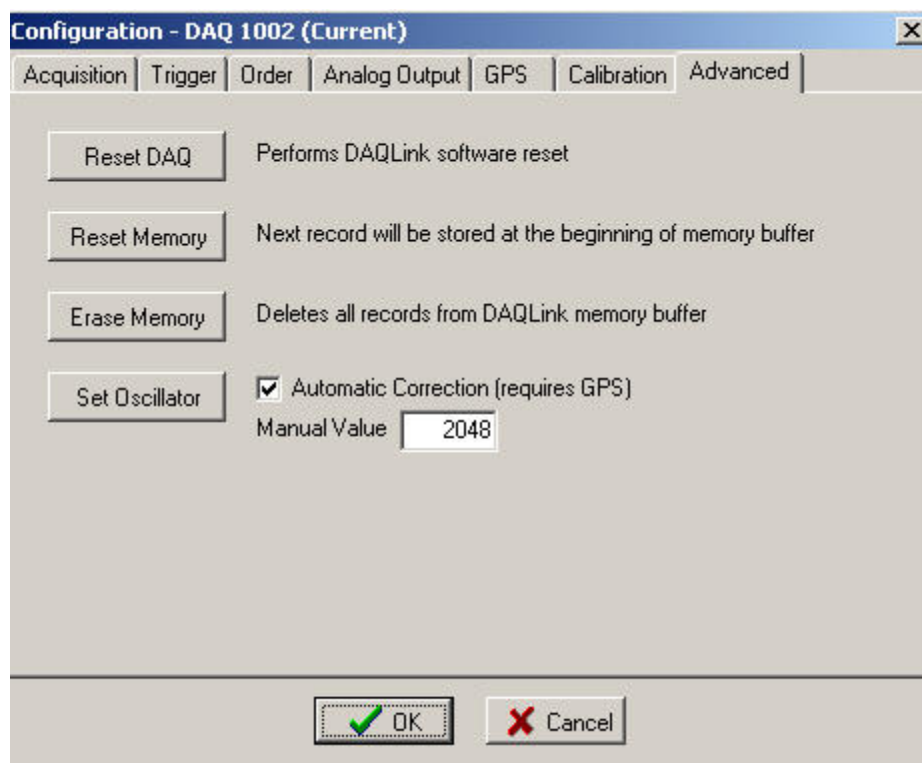 Configuration - DAQ 1002 (Current)
Acquisition Trigger Order Analog Output GPS Calibration Advanced
Reset DAQ Performs DAQLink software reset
Reset Memory Next record will be stored at the beginning of memory buffer
Erase Memory Deletes all records from DAQLink memory buffer
Set Oscillator Automatic Correction (requires GPS)
Manual Value 2048
OK Cancel